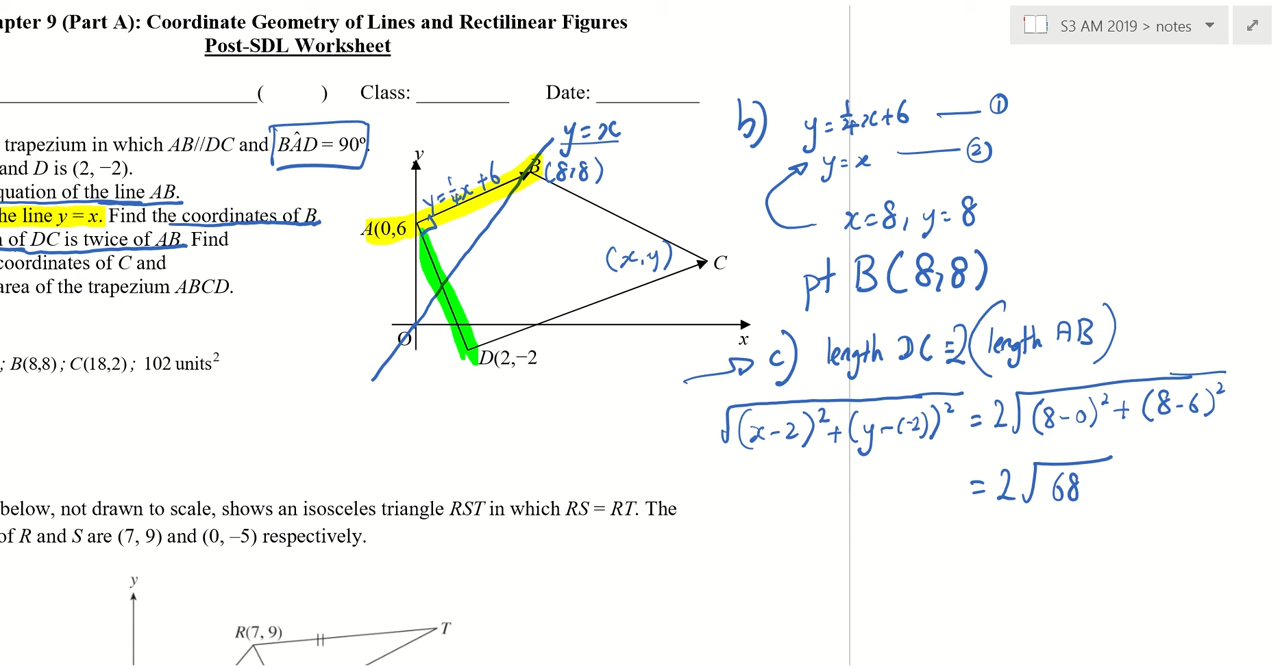 apter 9 (Part A): Coordinate Geometry of Lines and Rectilinear Figures
Post-SDL Worksheet
S3 AM 2019 > notes
( ) Class: Date:
trapezium in which AB//DC and BÂD = 90º.
and D is (2, −2).
quation of the line AB.
he line y = x. Find the coordinates of B.
of DC is twice of AB. Find
coordinates of C and
area of the trapezium ABCD.
; B(8,8) ; C(18,2) ; 102 units²
y
y = x
B
(8,8)
y = 1/4 x + 6
A(0,6
(x,y)
C
O
x
D(2,−2
b) y = 1/4 x + 6 — ①
y = x — ②
x = 8, y = 8
pt B(8,8)
c) length DC = 2(length AB)
√((x−2)² + (y−(−2))²) = 2√((8−0)² + (8−6)²)
= 2√68
below, not drawn to scale, shows an isosceles triangle RST in which RS = RT. The
of R and S are (7, 9) and (0, –5) respectively.
y
R(7, 9)
T